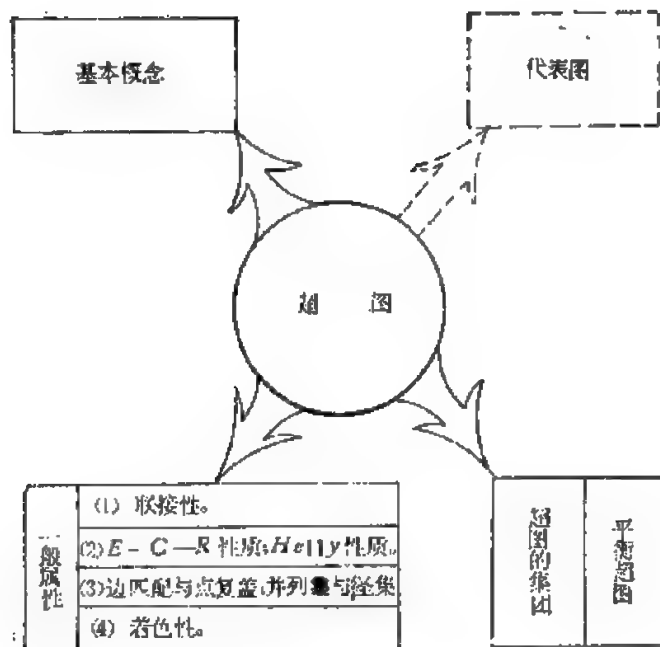 基本概念
代表图
超 图
一般属性
(1) 联接性。
(2) E－C—R 性质;Helly 性质。
(3)边匹配与点复盖,并列集与径集
(4) 着色性。
超图的集团
平衡超图